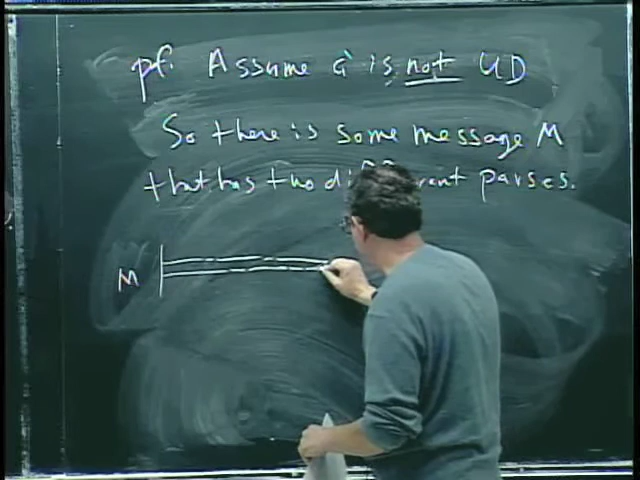 pf: Assume G is not UD
So there is some message M
that has two different parses.
M